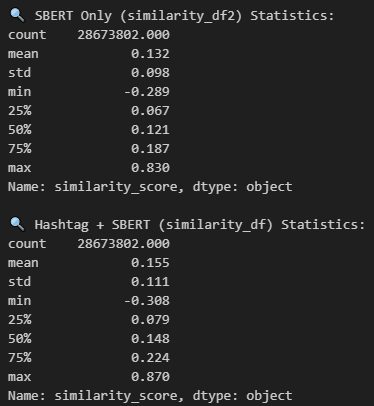 🔍 SBERT Only (similarity_df2) Statistics:
count    28673802.000
mean            0.132
std             0.098
min            -0.289
25%             0.067
50%             0.121
75%             0.187
max             0.830
Name: similarity_score, dtype: object

🔍 Hashtag + SBERT (similarity_df) Statistics:
count    28673802.000
mean            0.155
std             0.111
min            -0.308
25%             0.079
50%             0.148
75%             0.224
max             0.870
Name: similarity_score, dtype: object